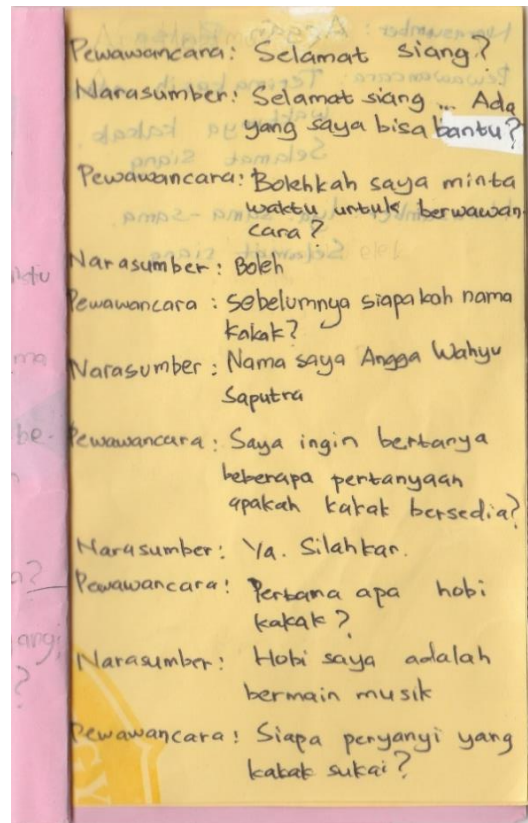 Pewawancara: Selamat siang?
Narasumber: Selamat siang ... Ada
yang saya bisa bantu?
Pewawancara: Bolehkah saya minta
waktu untuk berwawan-
cara?
Narasumber: Boleh
Pewawancara : sebelumnya siapakah nama
kakak?
Narasumber : Nama saya Angga Wahyu
Saputra
Pewawancara : Saya ingin bertanya
beberapa pertanyaan
apakah kakak bersedia?
Narasumber: Ya. Silahkan.
Pewawancara: Pertama apa hobi
kakak?
Narasumber: Hobi saya adalah
bermain musik
Pewawancara: Siapa penyanyi yang
kakak sukai?